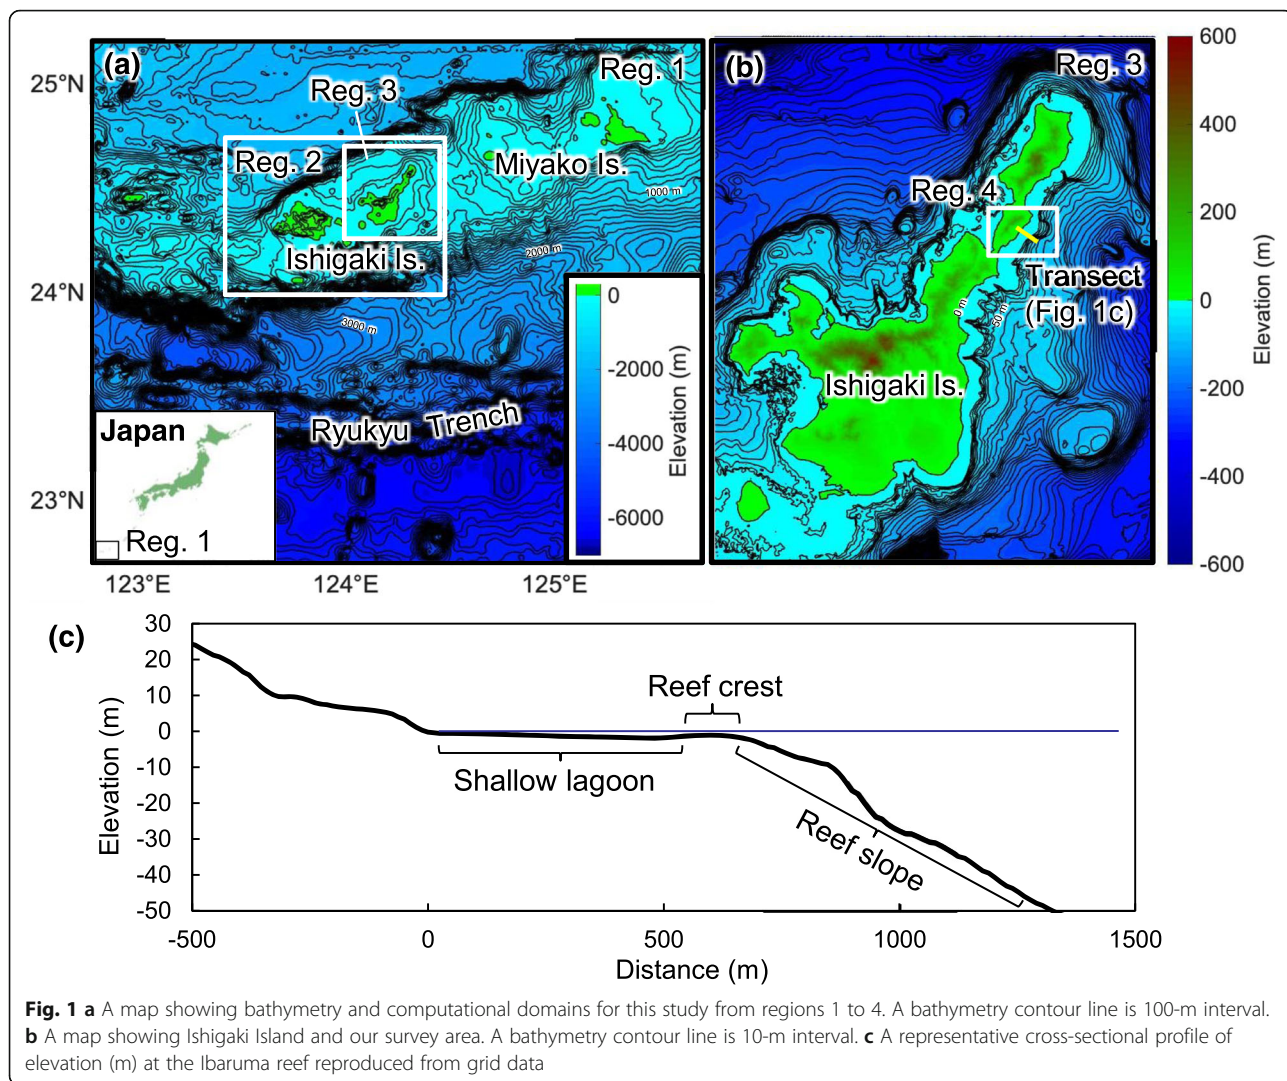 (a)
Reg. 1
25°N
Reg. 3
Reg. 2
Miyako Is.
1000 m
Ishigaki Is.
2000 m
24°N
3000 m
0
-2000
-4000
-6000
Elevation (m)
Ryukyu Trench
Japan
Reg. 1
23°N
123°E
124°E
125°E
(b)
Reg. 3
Reg. 4
Transect
(Fig. 1c)
0 m
50 m
Ishigaki Is.
600
400
200
0
-200
-400
-600
Elevation (m)
(c)
30
20
10
0
-10
-20
-30
-40
-50
Elevation (m)
Reef crest
Shallow lagoon
Reef slope
-500
0
500
1000
1500
Distance (m)
Fig. 1 a A map showing bathymetry and computational domains for this study from regions 1 to 4. A bathymetry contour line is 100-m interval.
b A map showing Ishigaki Island and our survey area. A bathymetry contour line is 10-m interval. c A representative cross-sectional profile of
elevation (m) at the Ibaruma reef reproduced from grid data